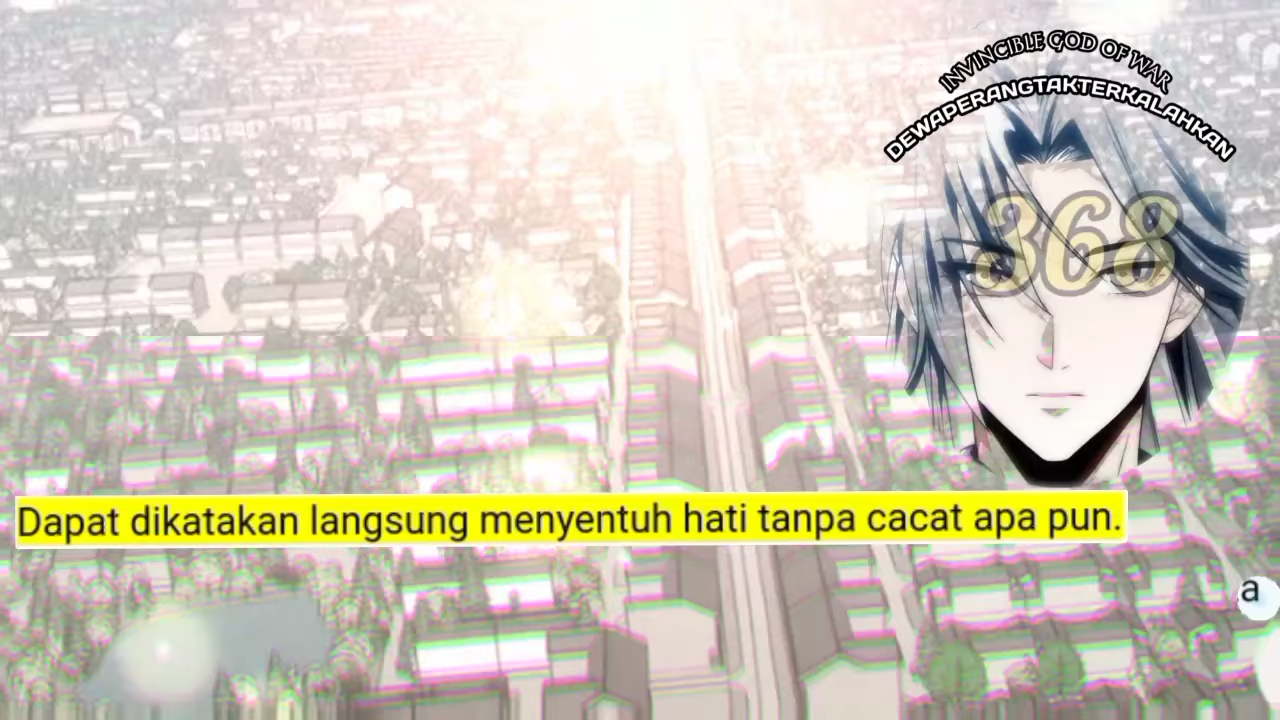 INVINCIBLE GOD OF WAR
DEWAPERANGTAKTERKALAHKAN
368
Dapat dikatakan langsung menyentuh hati tanpa cacat apa pun.
a